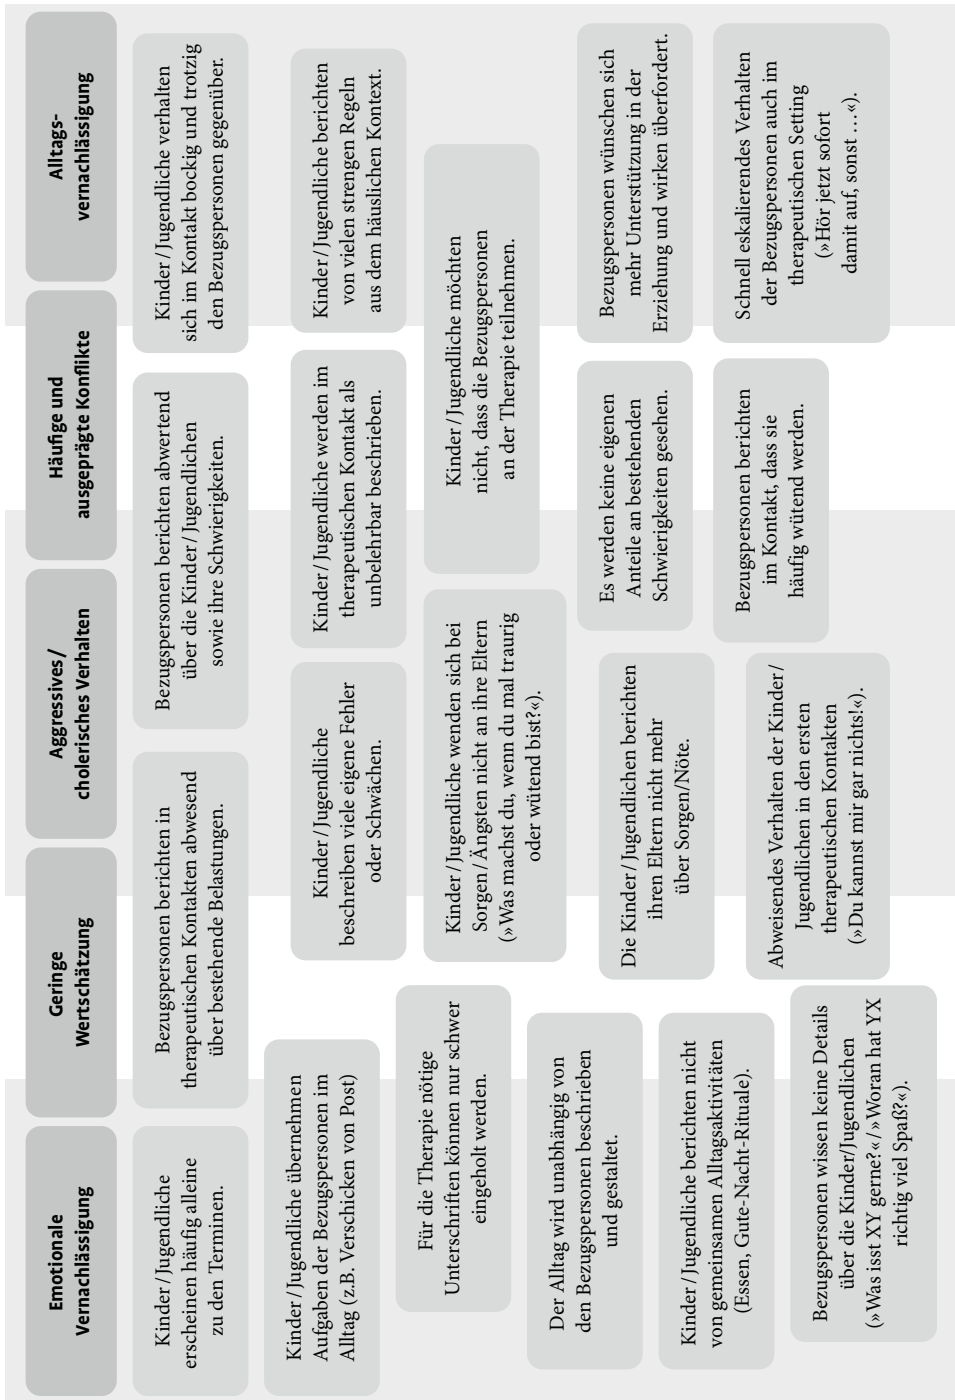 Emotionale
Vernachlässigung
Geringe
Wertschätzung
Aggressives/
cholerisches Verhalten
Häufige und
ausgeprägte Konflikte
Alltags-
vernachlässigung
Kinder/Jugendliche
erscheinen häufig alleine
zu den Terminen.
Bezugspersonen berichten in
therapeutischen Kontakten abwesend
über bestehende Belastungen.
Bezugspersonen berichten abwertend
über die Kinder/Jugendlichen
sowie ihre Schwierigkeiten.
Kinder/Jugendliche verhalten
sich im Kontakt bockig und trotzig
den Bezugspersonen gegenüber.
Kinder/Jugendliche übernehmen
Aufgaben der Bezugspersonen im
Alltag (z.B. Verschicken von Post)
Kinder/Jugendliche
beschreiben viele eigene Fehler
oder Schwächen.
Kinder/Jugendliche werden im
therapeutischen Kontakt als
unbelehrbar beschrieben.
Kinder/Jugendliche berichten
von vielen strengen Regeln
aus dem häuslichen Kontext.
Für die Therapie nötige
Unterschriften können nur schwer
eingeholt werden.
Kinder/Jugendliche wenden sich bei
Sorgen/Ängsten nicht an ihre Eltern
(»Was machst du, wenn du mal traurig
oder wütend bist?«).
Kinder/Jugendliche möchten
nicht, dass die Bezugspersonen
an der Therapie teilnehmen.
Der Alltag wird unabhängig von
den Bezugspersonen beschrieben
und gestaltet.
Die Kinder/Jugendlichen berichten
ihren Eltern nicht mehr
über Sorgen/Nöte.
Es werden keine eigenen
Anteile an bestehenden
Schwierigkeiten gesehen.
Bezugspersonen wünschen sich
mehr Unterstützung in der
Erziehung und wirken überfordert.
Kinder/Jugendliche berichten nicht
von gemeinsamen Alltagsaktivitäten
(Essen, Gute-Nacht-Rituale).
Abweisendes Verhalten der Kinder/
Jugendlichen in den ersten
therapeutischen Kontakten
(»Du kannst mir gar nichts!«).
Bezugspersonen berichten
im Kontakt, dass sie
häufig wütend werden.
Schnell eskalierendes Verhalten
der Bezugspersonen auch im
therapeutischen Setting
(»Hör jetzt sofort
damit auf, sonst …«).
Bezugspersonen wissen keine Details
über die Kinder/Jugendlichen
(»Was isst XY gerne?«/»Woran hat YX
richtig viel Spaß?«).